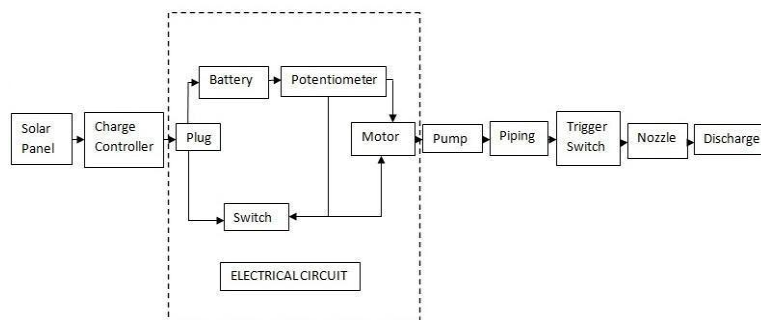 Solar
Panel
Charge
Controller
Plug
Battery
Potentiometer
Switch
Motor
Pump
Piping
Trigger
Switch
Nozzle
Discharge
ELECTRICAL CIRCUIT